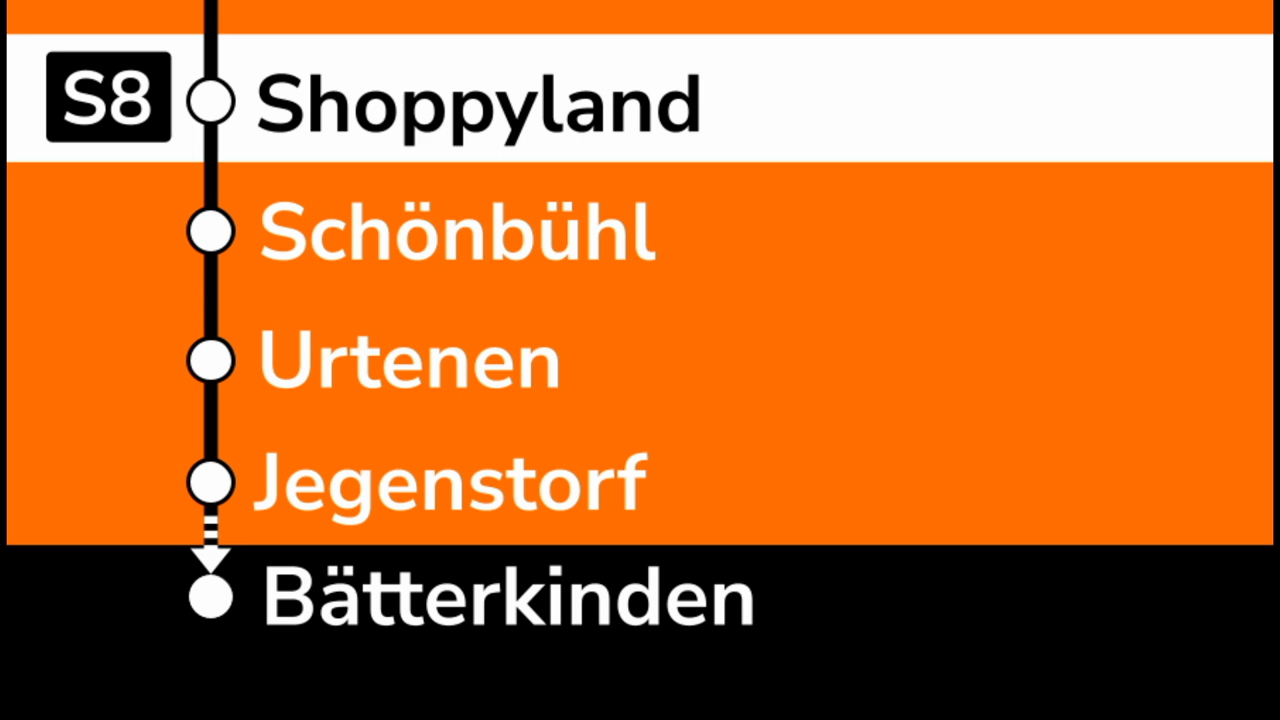 S8 Shoppyland
Schönbühl
Urtenen
Jegenstorf
Bätterkinden